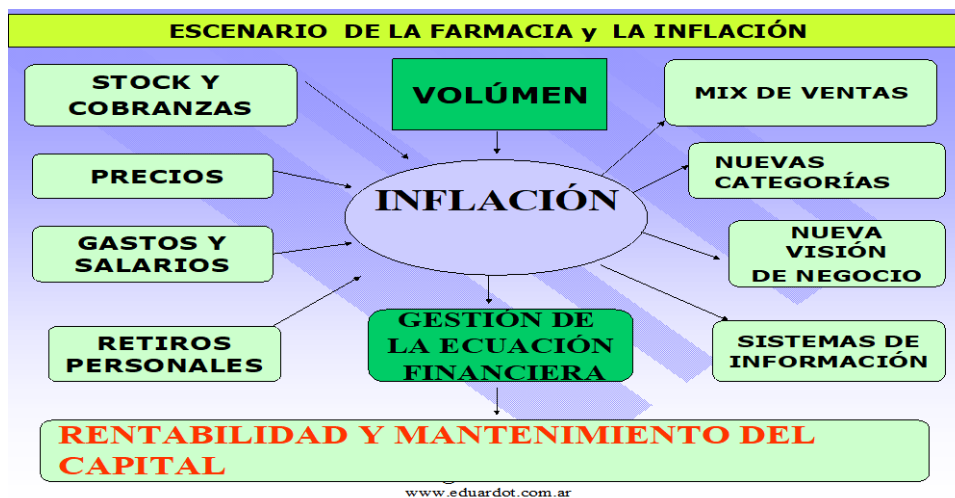 ESCENARIO DE LA FARMACIA y LA INFLACIÓN
STOCK Y
COBRANZAS
VOLÚMEN
MIX DE VENTAS
PRECIOS
INFLACIÓN
NUEVAS
CATEGORÍAS
GASTOS Y
SALARIOS
NUEVA
VISIÓN
DE NEGOCIO
RETIROS
PERSONALES
GESTIÓN DE
LA ECUACIÓN
FINANCIERA
SISTEMAS DE
INFORMACIÓN
RENTABILIDAD Y MANTENIMIENTO DEL
CAPITAL
www.eduardot.com.ar